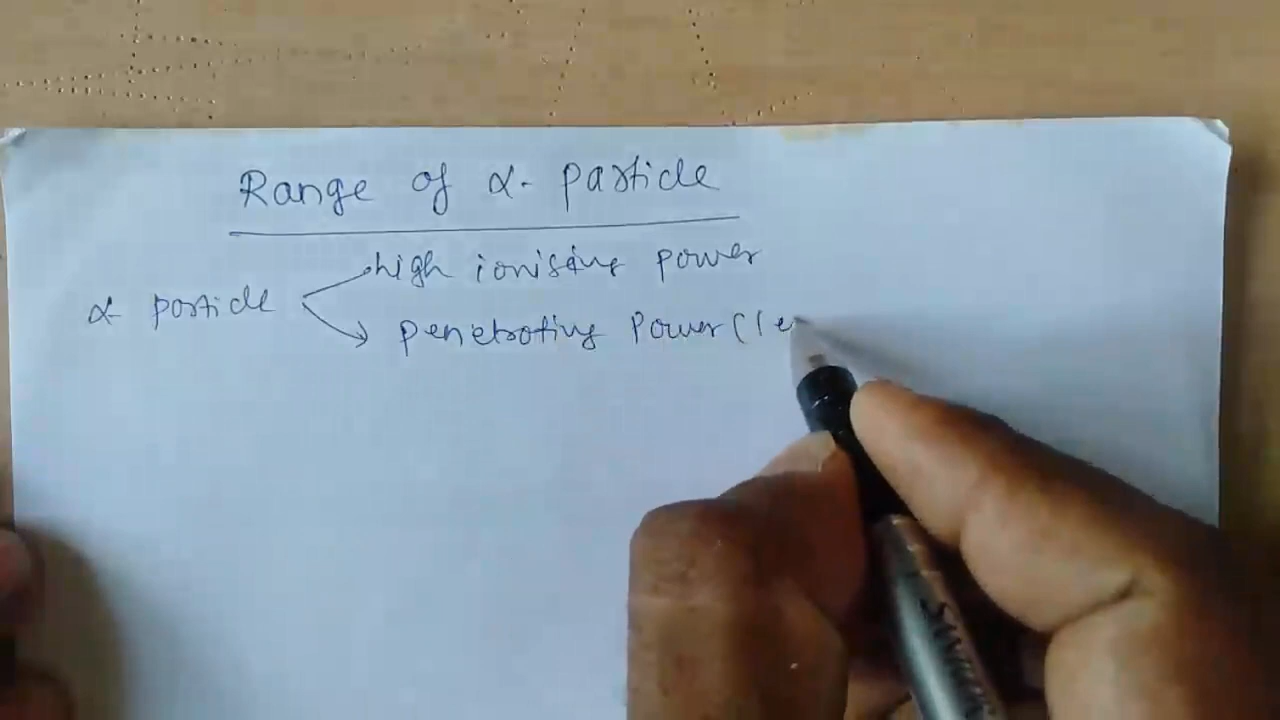 Range of α- particle
high ionising power
α particle
penetrating Power (le